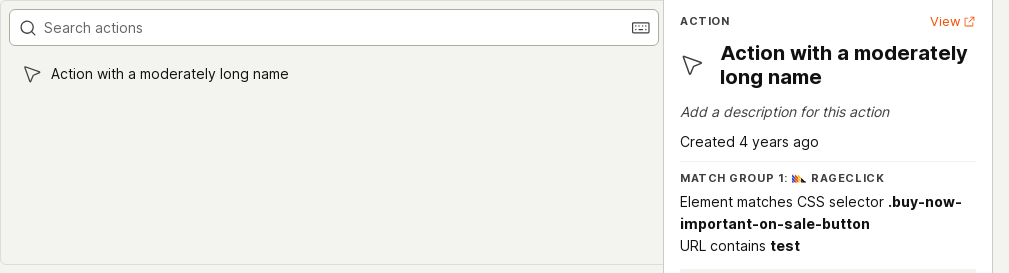 Search actions
Action with a moderately long name
ACTION
View
Action with a moderately
long name
Add a description for this action
Created 4 years ago
MATCH GROUP 1: RAGECLICK
Element matches CSS selector .buy-now-
important-on-sale-button
URL contains test